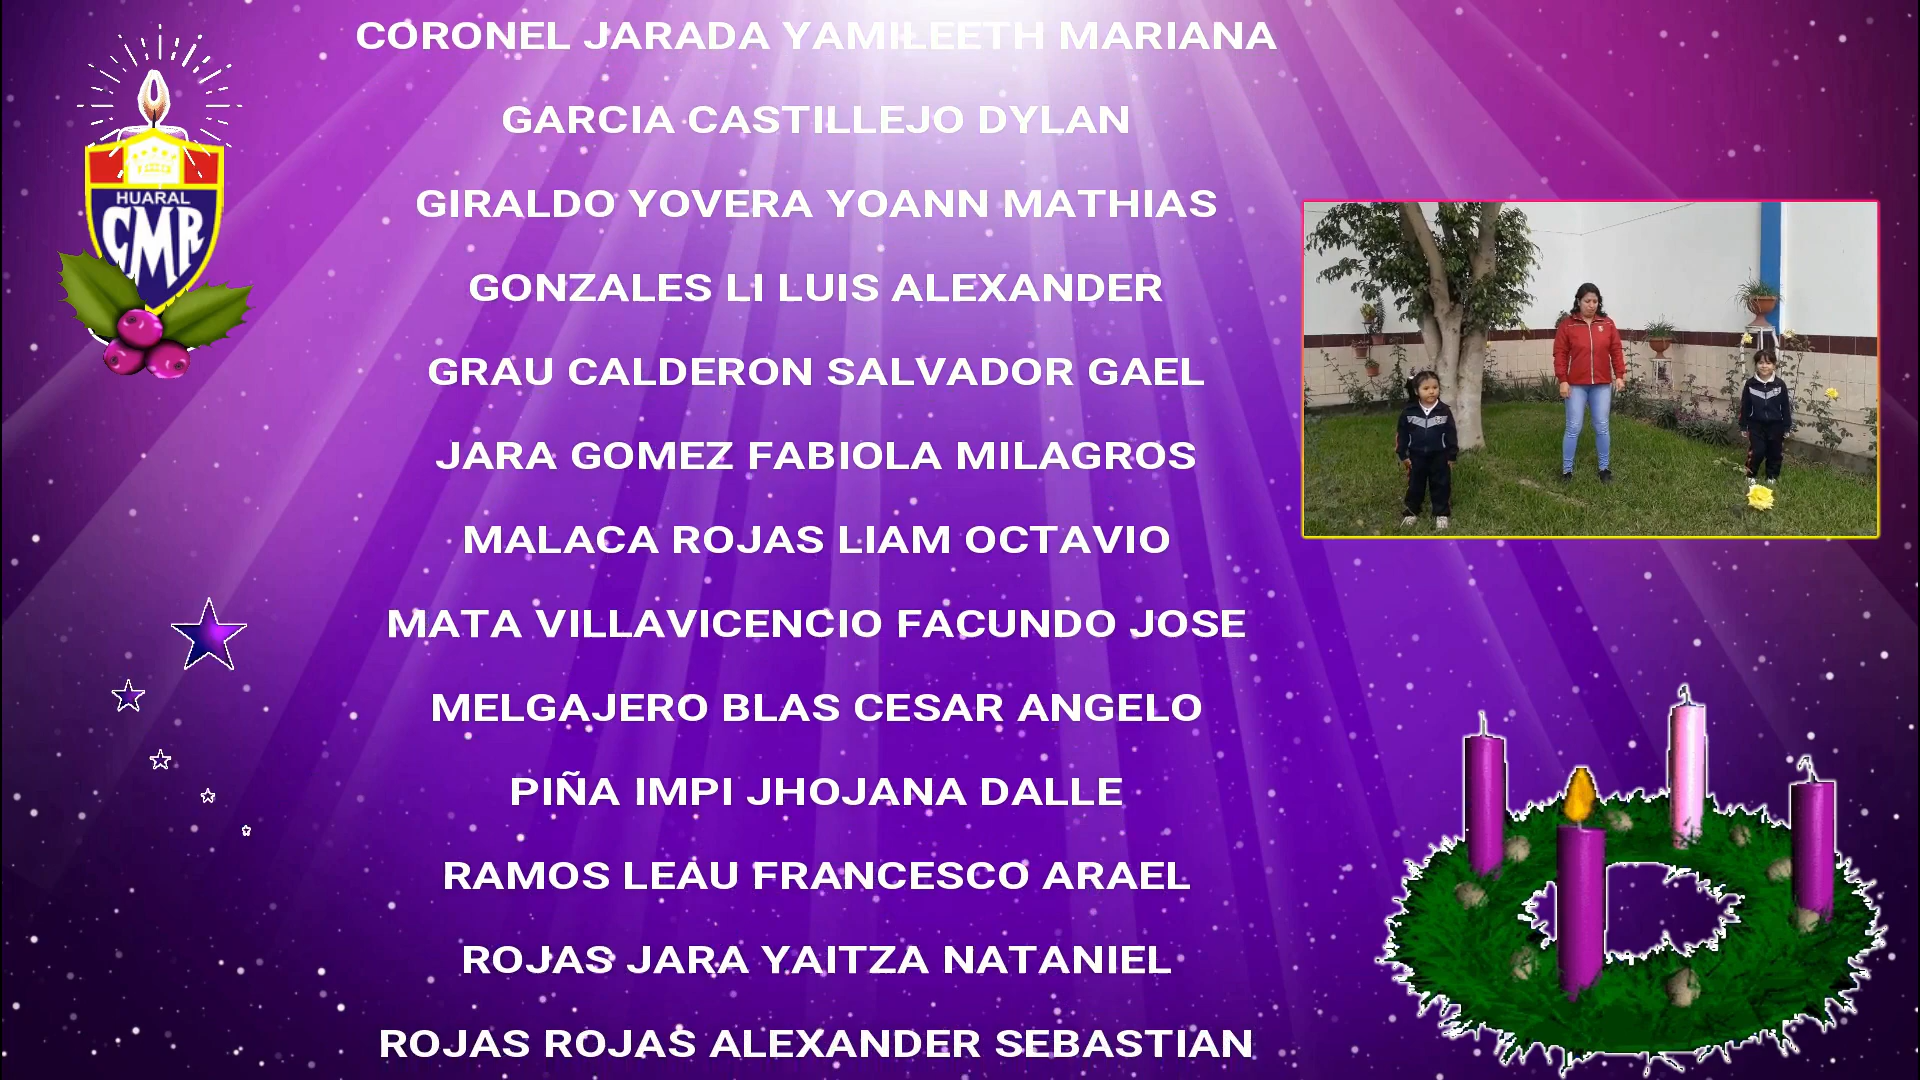 CORONEL JARADA YAMILEETH MARIANA
GARCIA CASTILLEJO DYLAN
GIRALDO YOVERA YOANN MATHIAS
GONZALES LI LUIS ALEXANDER
GRAU CALDERON SALVADOR GAEL
JARA GOMEZ FABIOLA MILAGROS
MALACA ROJAS LIAM OCTAVIO
MATA VILLAVICENCIO FACUNDO JOSE
MELGAJERO BLAS CESAR ANGELO
PIÑA IMPI JHOJANA DALLE
RAMOS LEAU FRANCESCO ARAEL
ROJAS JARA YAITZA NATANIEL
ROJAS ROJAS ALEXANDER SEBASTIAN
HUARAL
CMR